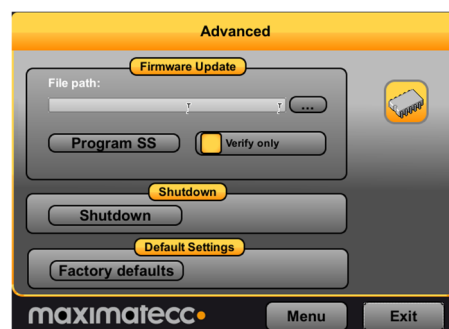 Advanced
Firmware Update
File path:
...
Program SS
Verify only
Shutdown
Shutdown
Default Settings
Factory defaults
maximatecc
Menu
Exit